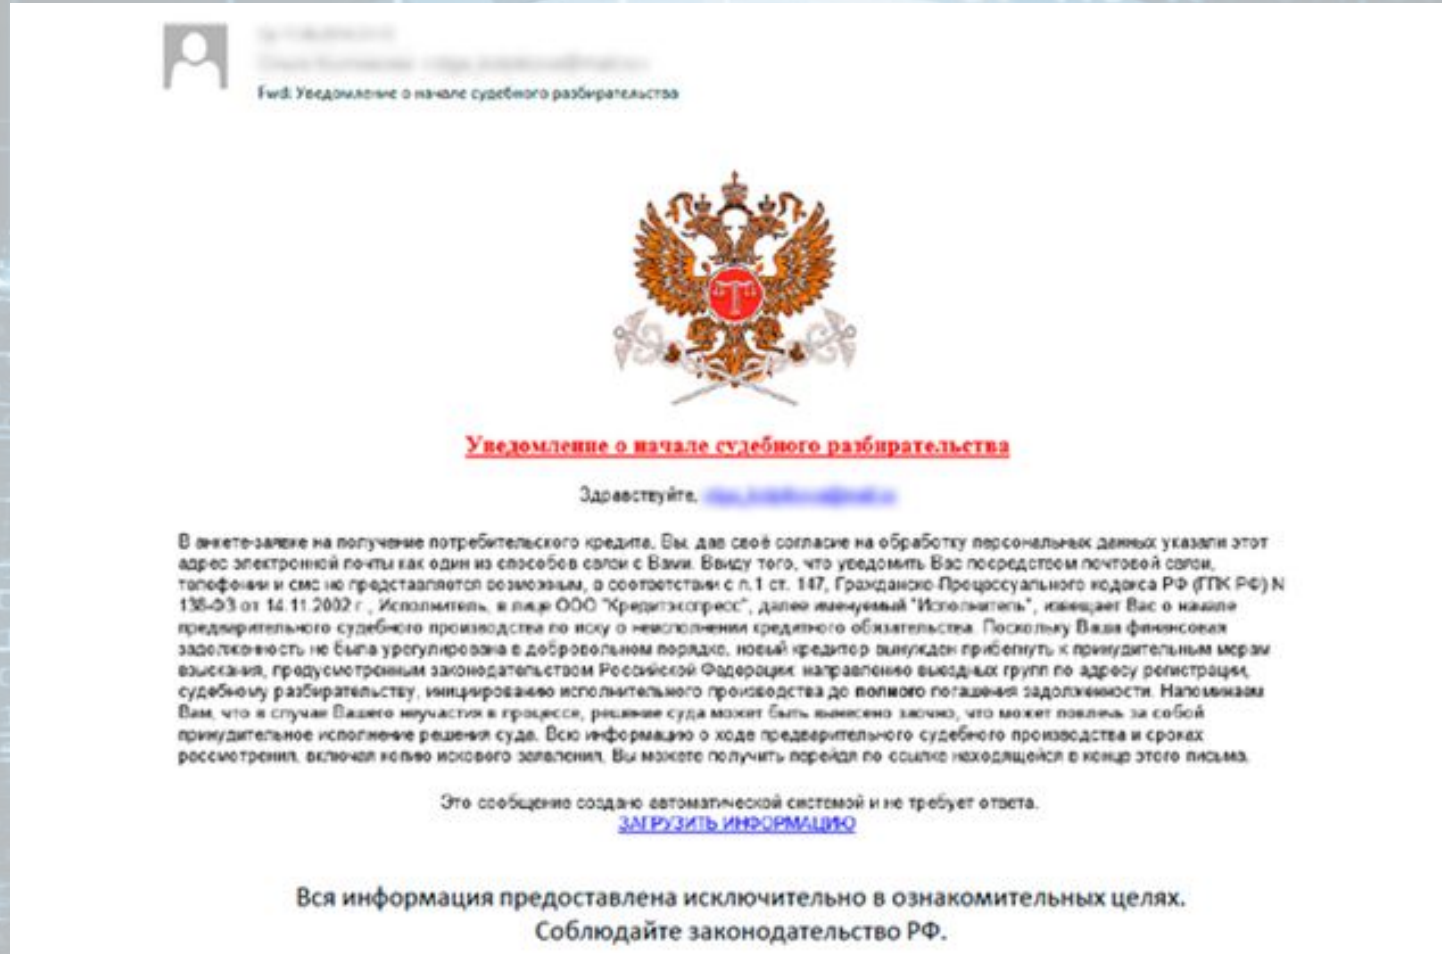 Fwd: Уведомление о начале судебного разбирательства
Уведомление о начале судебного разбирательства
Здравствуйте,
В анкете-заявке на получение потребительского кредита, Вы, дав своё согласие на обработку персональных данных указали этот
адрес электронной почты как один из способов связи с Вами. Ввиду того, что уведомить Вас посредством почтовой связи,
телефонии и смс не представляется возможным, в соответствии с п.1 ст. 147, Гражданско-Процессуального кодекса РФ (ГПК РФ) N
138-ФЗ от 14.11.2002 г., Исполнитель, в лице ООО "Кредитэкспресс", далее именуемый "Исполнитель", извещает Вас о начале
предварительного судебного производства по иску о неисполнении кредитного обязательства. Поскольку Ваша финансовая
задолженность не была урегулирована в добровольном порядке, новый кредитор вынужден прибегнуть к принудительным мерам
взыскания, предусмотренным законодательством Российской Федерации: направлению выездных групп по адресу регистрации,
судебному разбирательству, инициированию исполнительного производства до полного погашения задолженности. Напоминаем
Вам, что в случае Вашего неучастия в процессе, решение суда может быть вынесено заочно, что может повлечь за собой
принудительное исполнение решения суда. Всю информацию о ходе предварительного судебного производства и сроках
рассмотрения, включая копию искового заявления, Вы можете получить перейдя по ссылке находящейся в конце этого письма.
Это сообщение создано автоматической системой и не требует ответа.
ЗАГРУЗИТЬ ИНФОРМАЦИЮ
Вся информация предоставлена исключительно в ознакомительных целях.
Соблюдайте законодательство РФ.